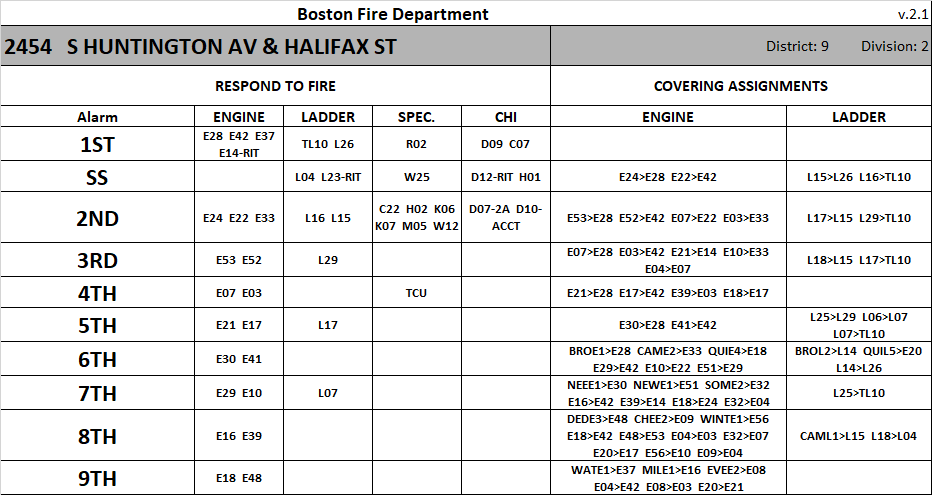 Boston Fire Department v.2.1
2454 S HUNTINGTON AV & HALIFAX ST District: 9 Division: 2
RESPOND TO FIRE COVERING ASSIGNMENTS
Alarm ENGINE LADDER SPEC. CHI ENGINE LADDER
1ST
E28 E42 E37
E14-RIT
TL10 L26
R02
D09 C07
SS
L04 L23-RIT
W25
D12-RIT H01
E24>E28 E22>E42
L15>L26 L16>TL10
2ND
E24 E22 E33
L16 L15
C22 H02 K06
K07 M05 W12
D07-2A D10-
ACCT
E53>E28 E52>E42 E07>E22 E03>E33
L17>L15 L29>TL10
3RD
E53 E52
L29
E07>E28 E03>E42 E21>E14 E10>E33
E04>E07
L18>L15 L17>TL10
4TH
E07 E03
TCU
E21>E28 E17>E42 E39>E03 E18>E17
5TH
E21 E17
L17
E30>E28 E41>E42
L25>L29 L06>L07
L07>TL10
6TH
E30 E41
BROE1>E28 CAME2>E33 QUIE4>E18
E29>E42 E10>E22 E51>E29
BROL2>L14 QUIL5>E20
L14>L26
7TH
E29 E10
L07
NEEE1>E30 NEWE1>E51 SOME2>E32
E16>E42 E39>E14 E18>E24 E32>E04
L25>TL10
8TH
E16 E39
DEDE3>E48 CHEE2>E09 WINTE1>E56
E18>E42 E48>E53 E04>E03 E32>E07
E20>E17 E56>E10 E09>E04
CAML1>L15 L18>L04
9TH
E18 E48
WATE1>E37 MILE1>E16 EVEE2>E08
E04>E42 E08>E03 E20>E21